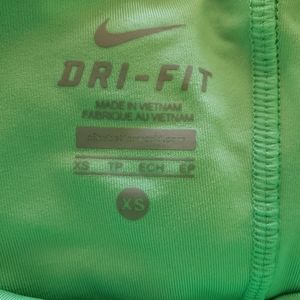 DRI-FIT
MADE IN VIETNAM
FABRIQUE AU VIETNAM
XS TP ECH EP
XS